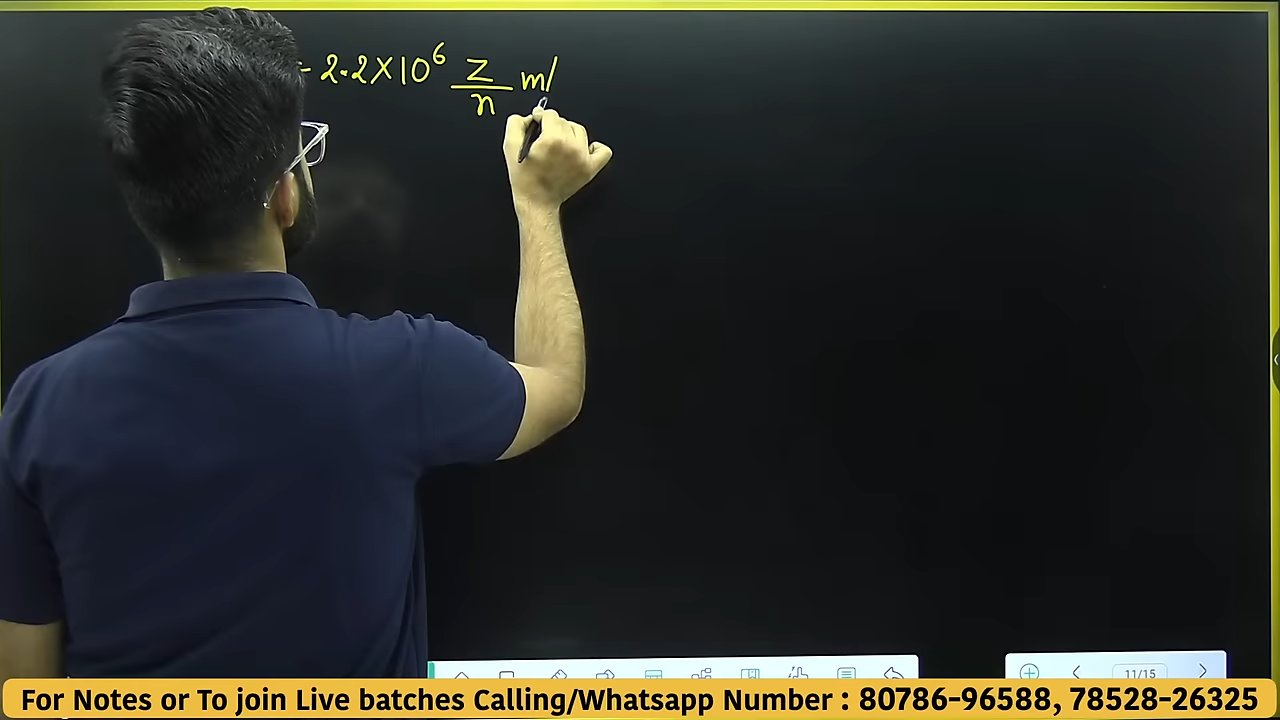 = 2.2×10⁶ Z/n m/
11/15
For Notes or To join Live batches Calling/Whatsapp Number : 80786-96588, 78528-26325